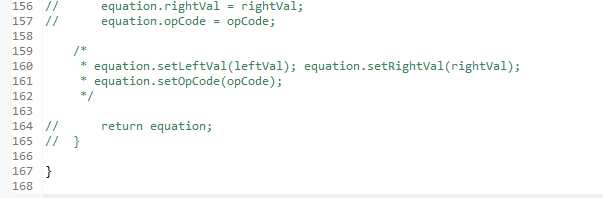 156 //      equation.rightVal = rightVal;
157 //      equation.opCode = opCode;
158
159     /*
160      * equation.setLeftVal(leftVal); equation.setRightVal(rightVal);
161      * equation.setOpCode(opCode);
162      */
163
164 //      return equation;
165 //  }
166
167 }
168